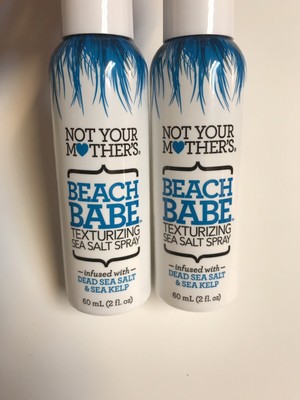 NOT YOUR
MOTHER'S®
BEACH
BABE™
TEXTURIZING
SEA SALT SPRAY
infused with
DEAD SEA SALT
& SEA KELP
60 mL (2 fl. oz)
NOT YOUR
MOTHER'S®
BEACH
BABE™
TEXTURIZING
SEA SALT SPRAY
infused with
DEAD SEA SALT
& SEA KELP
60 mL (2 fl. oz)